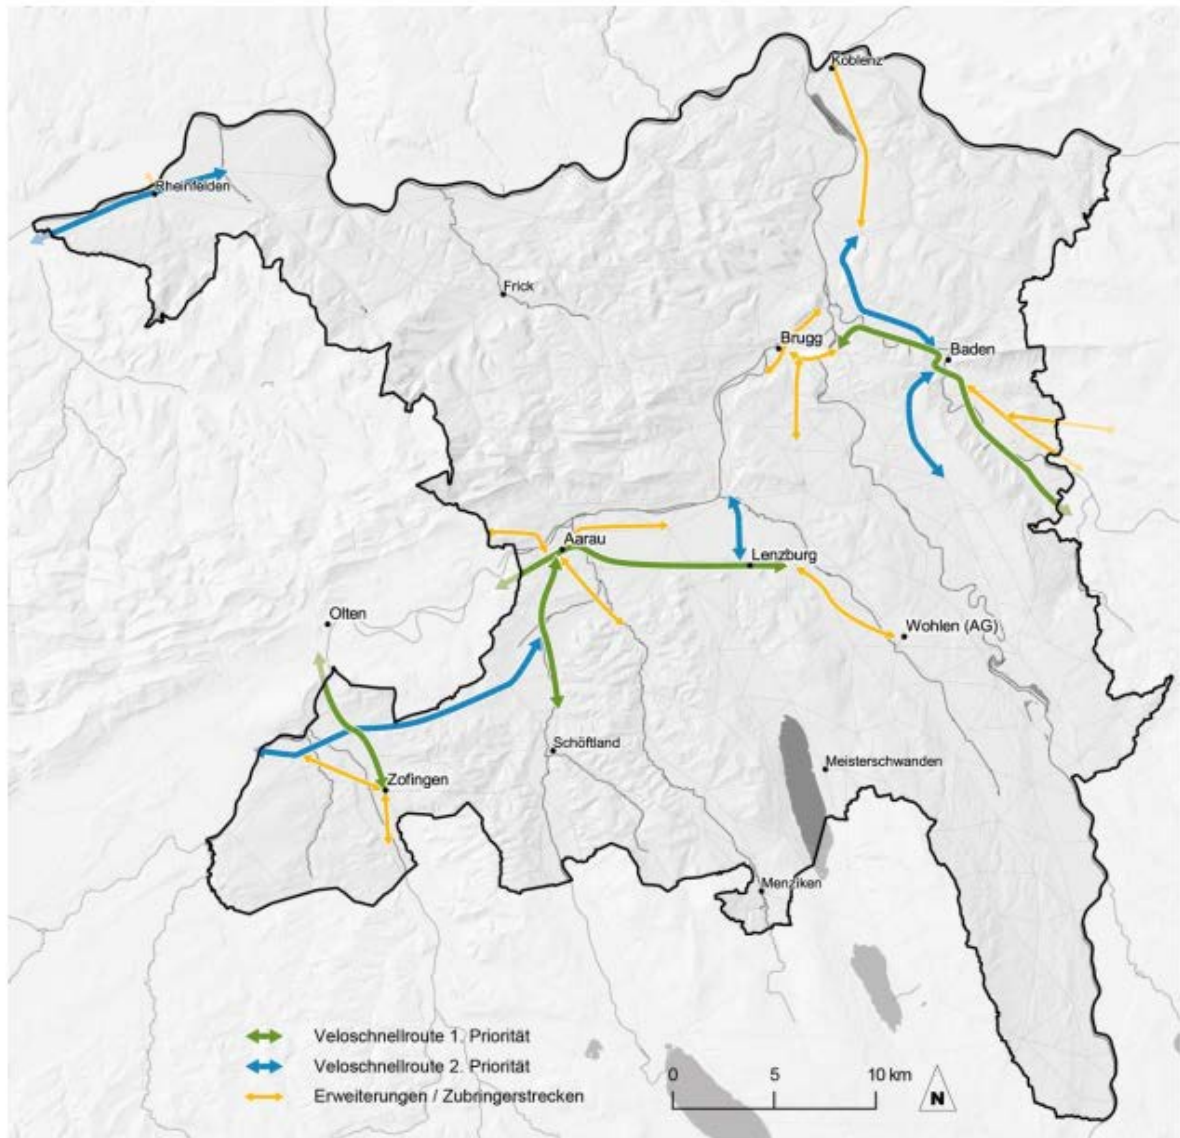 Koblenz
Rheinfelden
Frick
Brugg
Baden
Aarau
Lenzburg
Olten
Wohlen (AG)
Schöftland
Meisterschwanden
Zofingen
Menziken
Veloschnellroute 1. Priorität
Veloschnellroute 2. Priorität
Erweiterungen / Zubringerstrecken
0 5 10 km
N